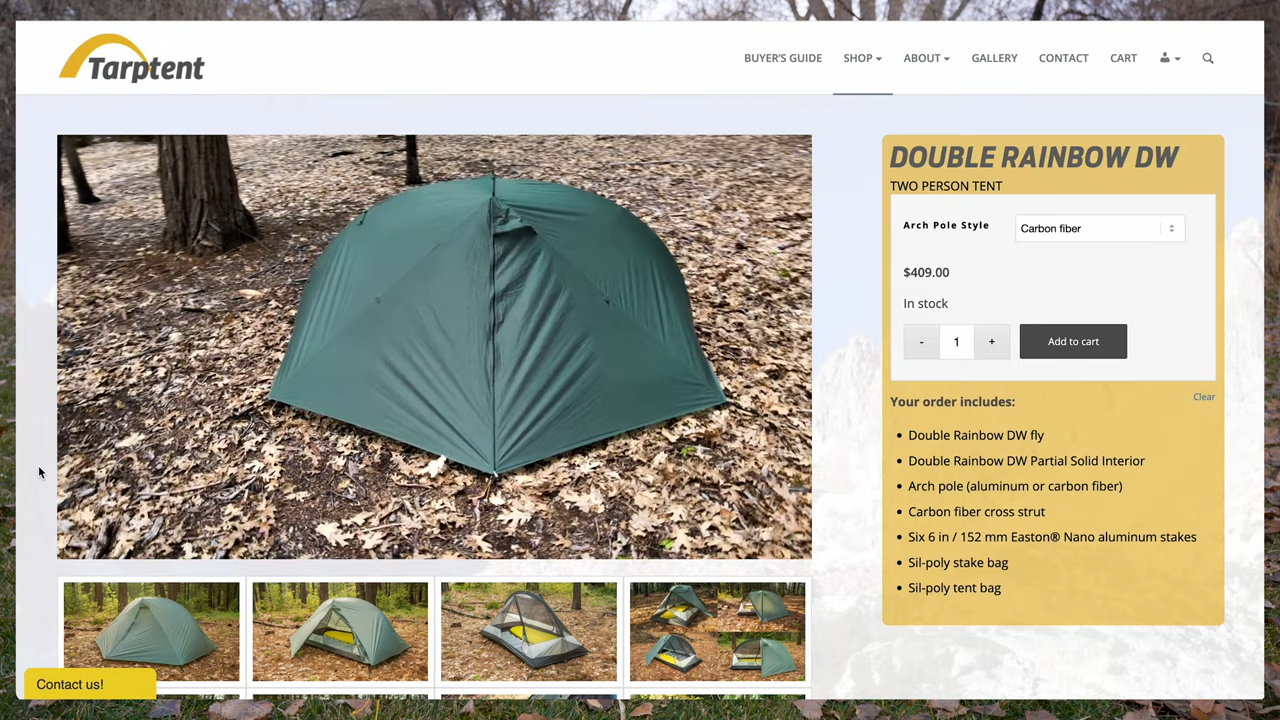 Tarptent
BUYER'S GUIDE
SHOP
ABOUT
GALLERY
CONTACT
CART
DOUBLE RAINBOW DW
TWO PERSON TENT
Arch Pole Style
Carbon fiber
$409.00
In stock
- 1 +
Add to cart
Clear
Your order includes:
Double Rainbow DW fly
Double Rainbow DW Partial Solid Interior
Arch pole (aluminum or carbon fiber)
Carbon fiber cross strut
Six 6 in / 152 mm Easton® Nano aluminum stakes
Sil-poly stake bag
Sil-poly tent bag
Contact us!